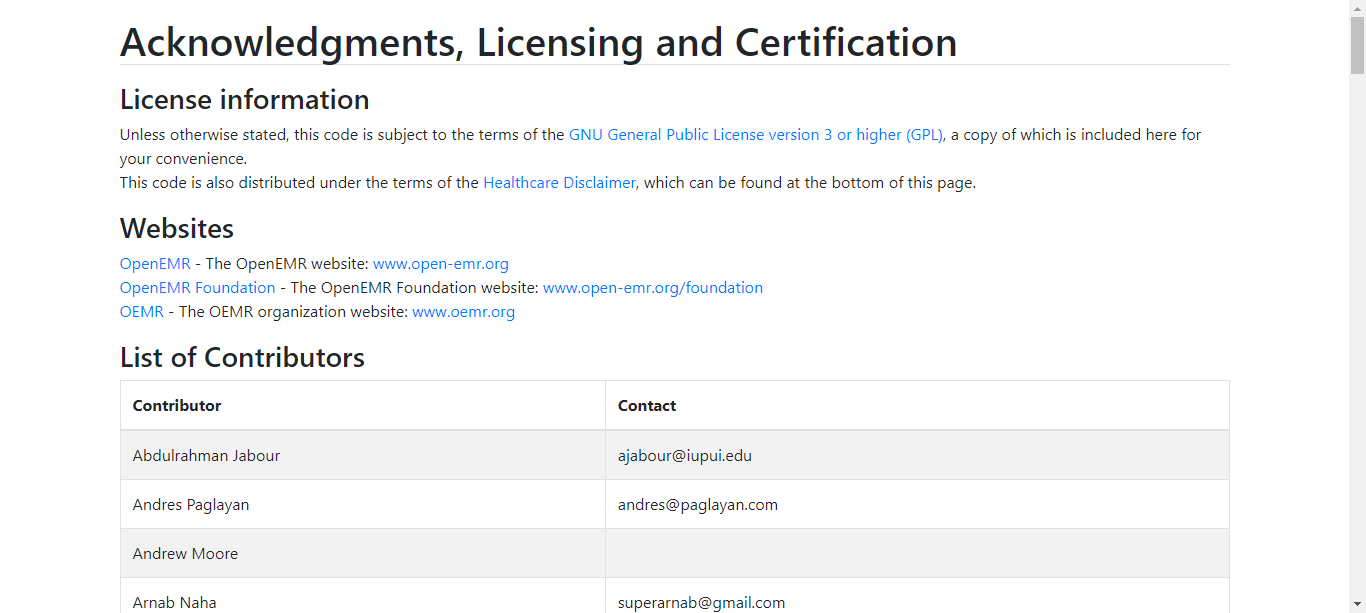 Acknowledgments, Licensing and Certification
License information
Unless otherwise stated, this code is subject to the terms of the GNU General Public License version 3 or higher (GPL), a copy of which is included here for
your convenience.
This code is also distributed under the terms of the Healthcare Disclaimer, which can be found at the bottom of this page.
Websites
OpenEMR - The OpenEMR website: www.open-emr.org
OpenEMR Foundation - The OpenEMR Foundation website: www.open-emr.org/foundation
OEMR - The OEMR organization website: www.oemr.org
List of Contributors
Contributor Contact
Abdulrahman Jabour ajabour@iupui.edu
Andres Paglayan andres@paglayan.com
Andrew Moore
Arnab Naha superarnab@gmail.com